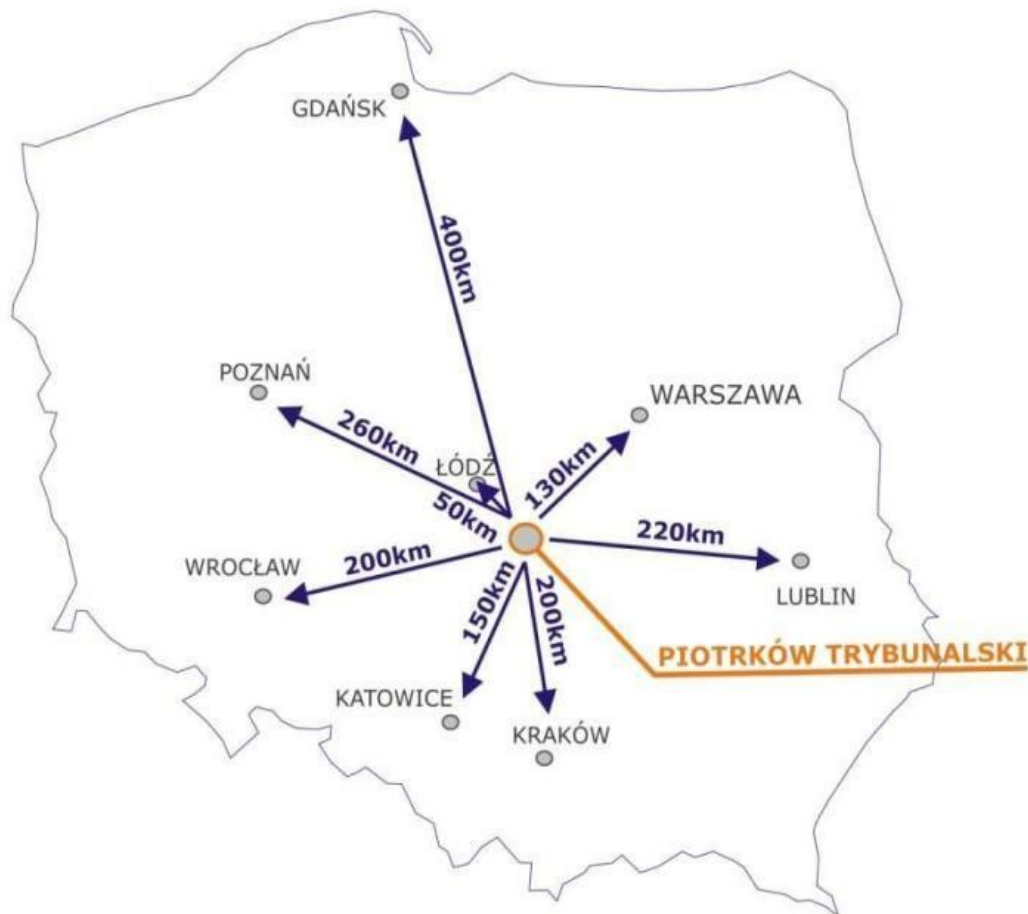 GDAŃSK
400km
POZNAŃ
WARSZAWA
260km
ŁÓDŹ
130km
50km
220km
200km
WROCŁAW
150km
200km
LUBLIN
PIOTRKÓW TRYBUNALSKI
KATOWICE
KRAKÓW